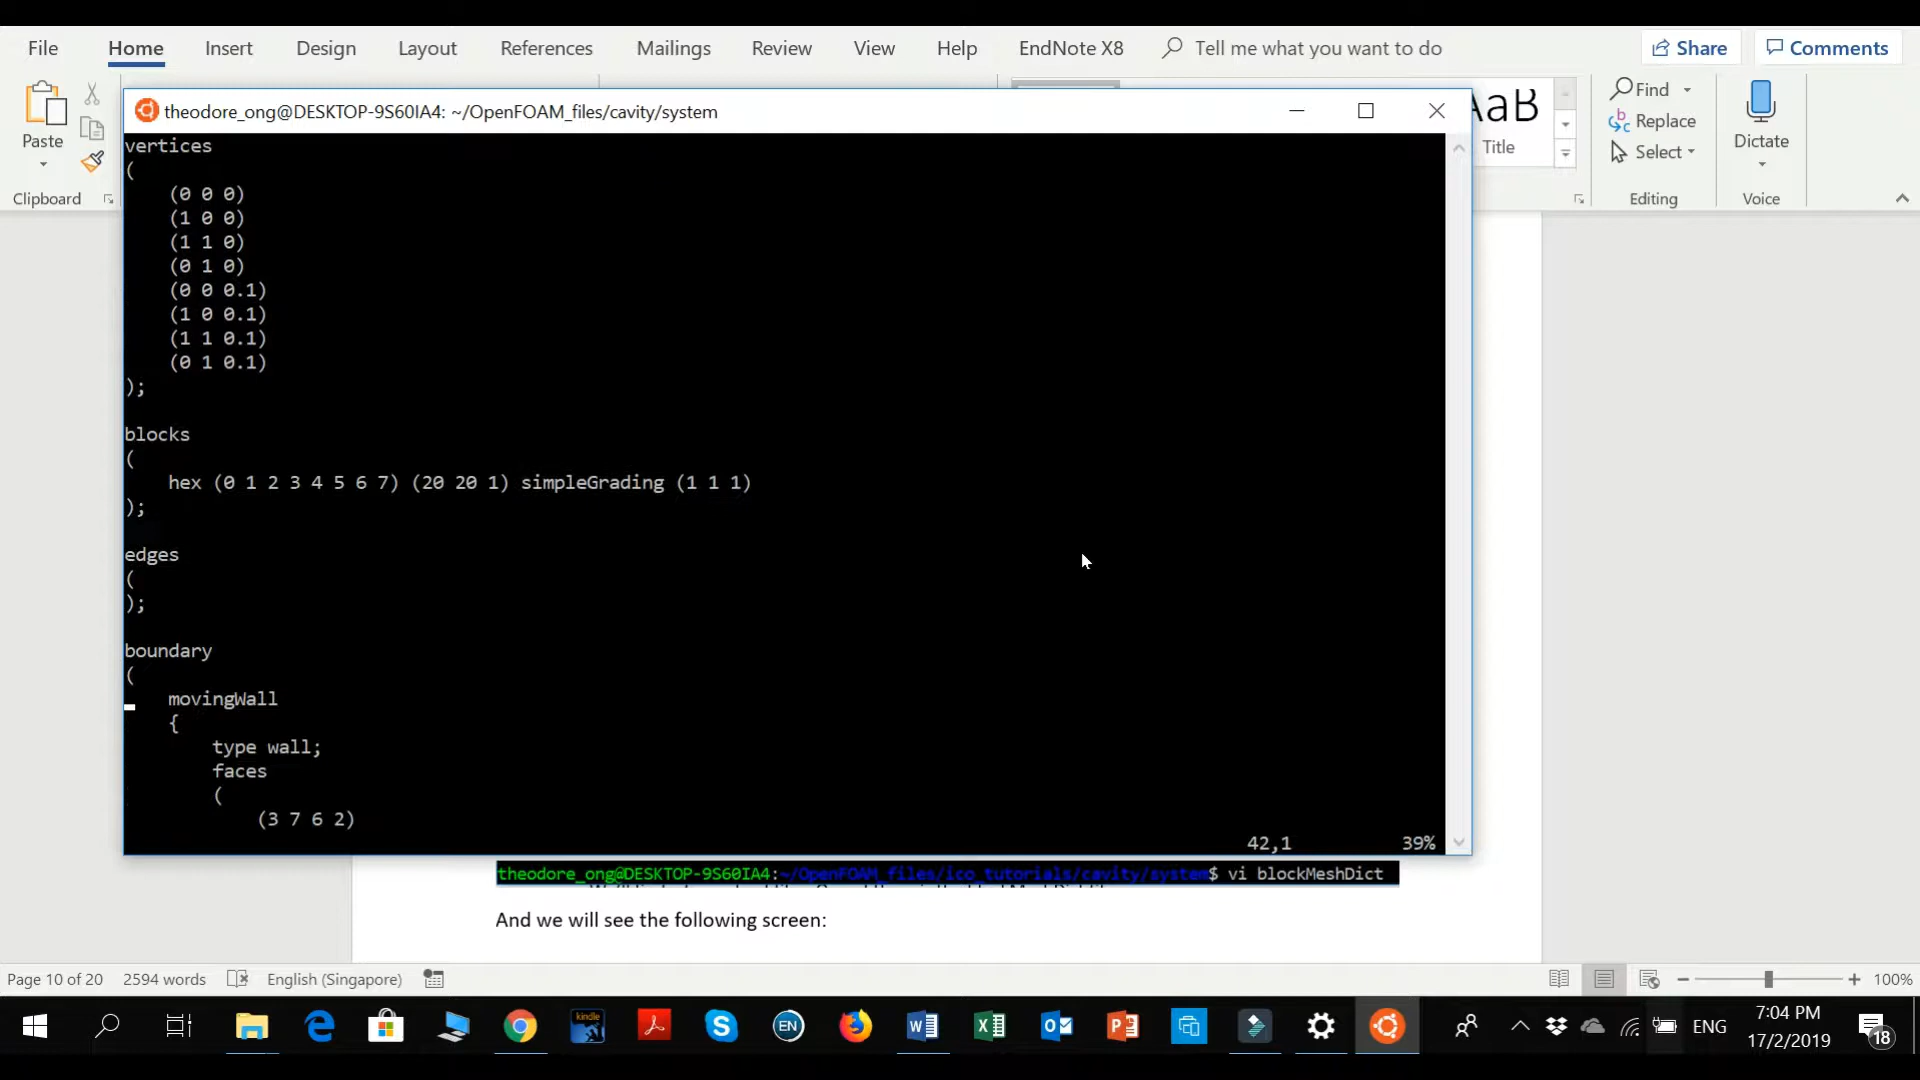 File Home Insert Design Layout References Mailings Review View Help EndNote X8 Tell me what you want to do Share Comments
Paste
Clipboard
AaB
Title
Find
Replace
Select
Editing
Dictate
Voice
theodore_ong@DESKTOP-9S60IA4: ~/OpenFOAM_files/cavity/system
vertices
(
(0 0 0)
(1 0 0)
(1 1 0)
(0 1 0)
(0 0 0.1)
(1 0 0.1)
(1 1 0.1)
(0 1 0.1)
);
blocks
(
hex (0 1 2 3 4 5 6 7) (20 20 1) simpleGrading (1 1 1)
);
edges
(
);
boundary
(
movingWall
{
type wall;
faces
(
(3 7 6 2)
42,1 39%
theodore_ong@DESKTOP-9S60IA4:~/OpenFOAM_files/ico_tutorials/cavity/system$ vi blockMeshDict
And we will see the following screen:
Page 10 of 20 2594 words English (Singapore) 100%
kindle
EN
ENG
7:04 PM
17/2/2019
18